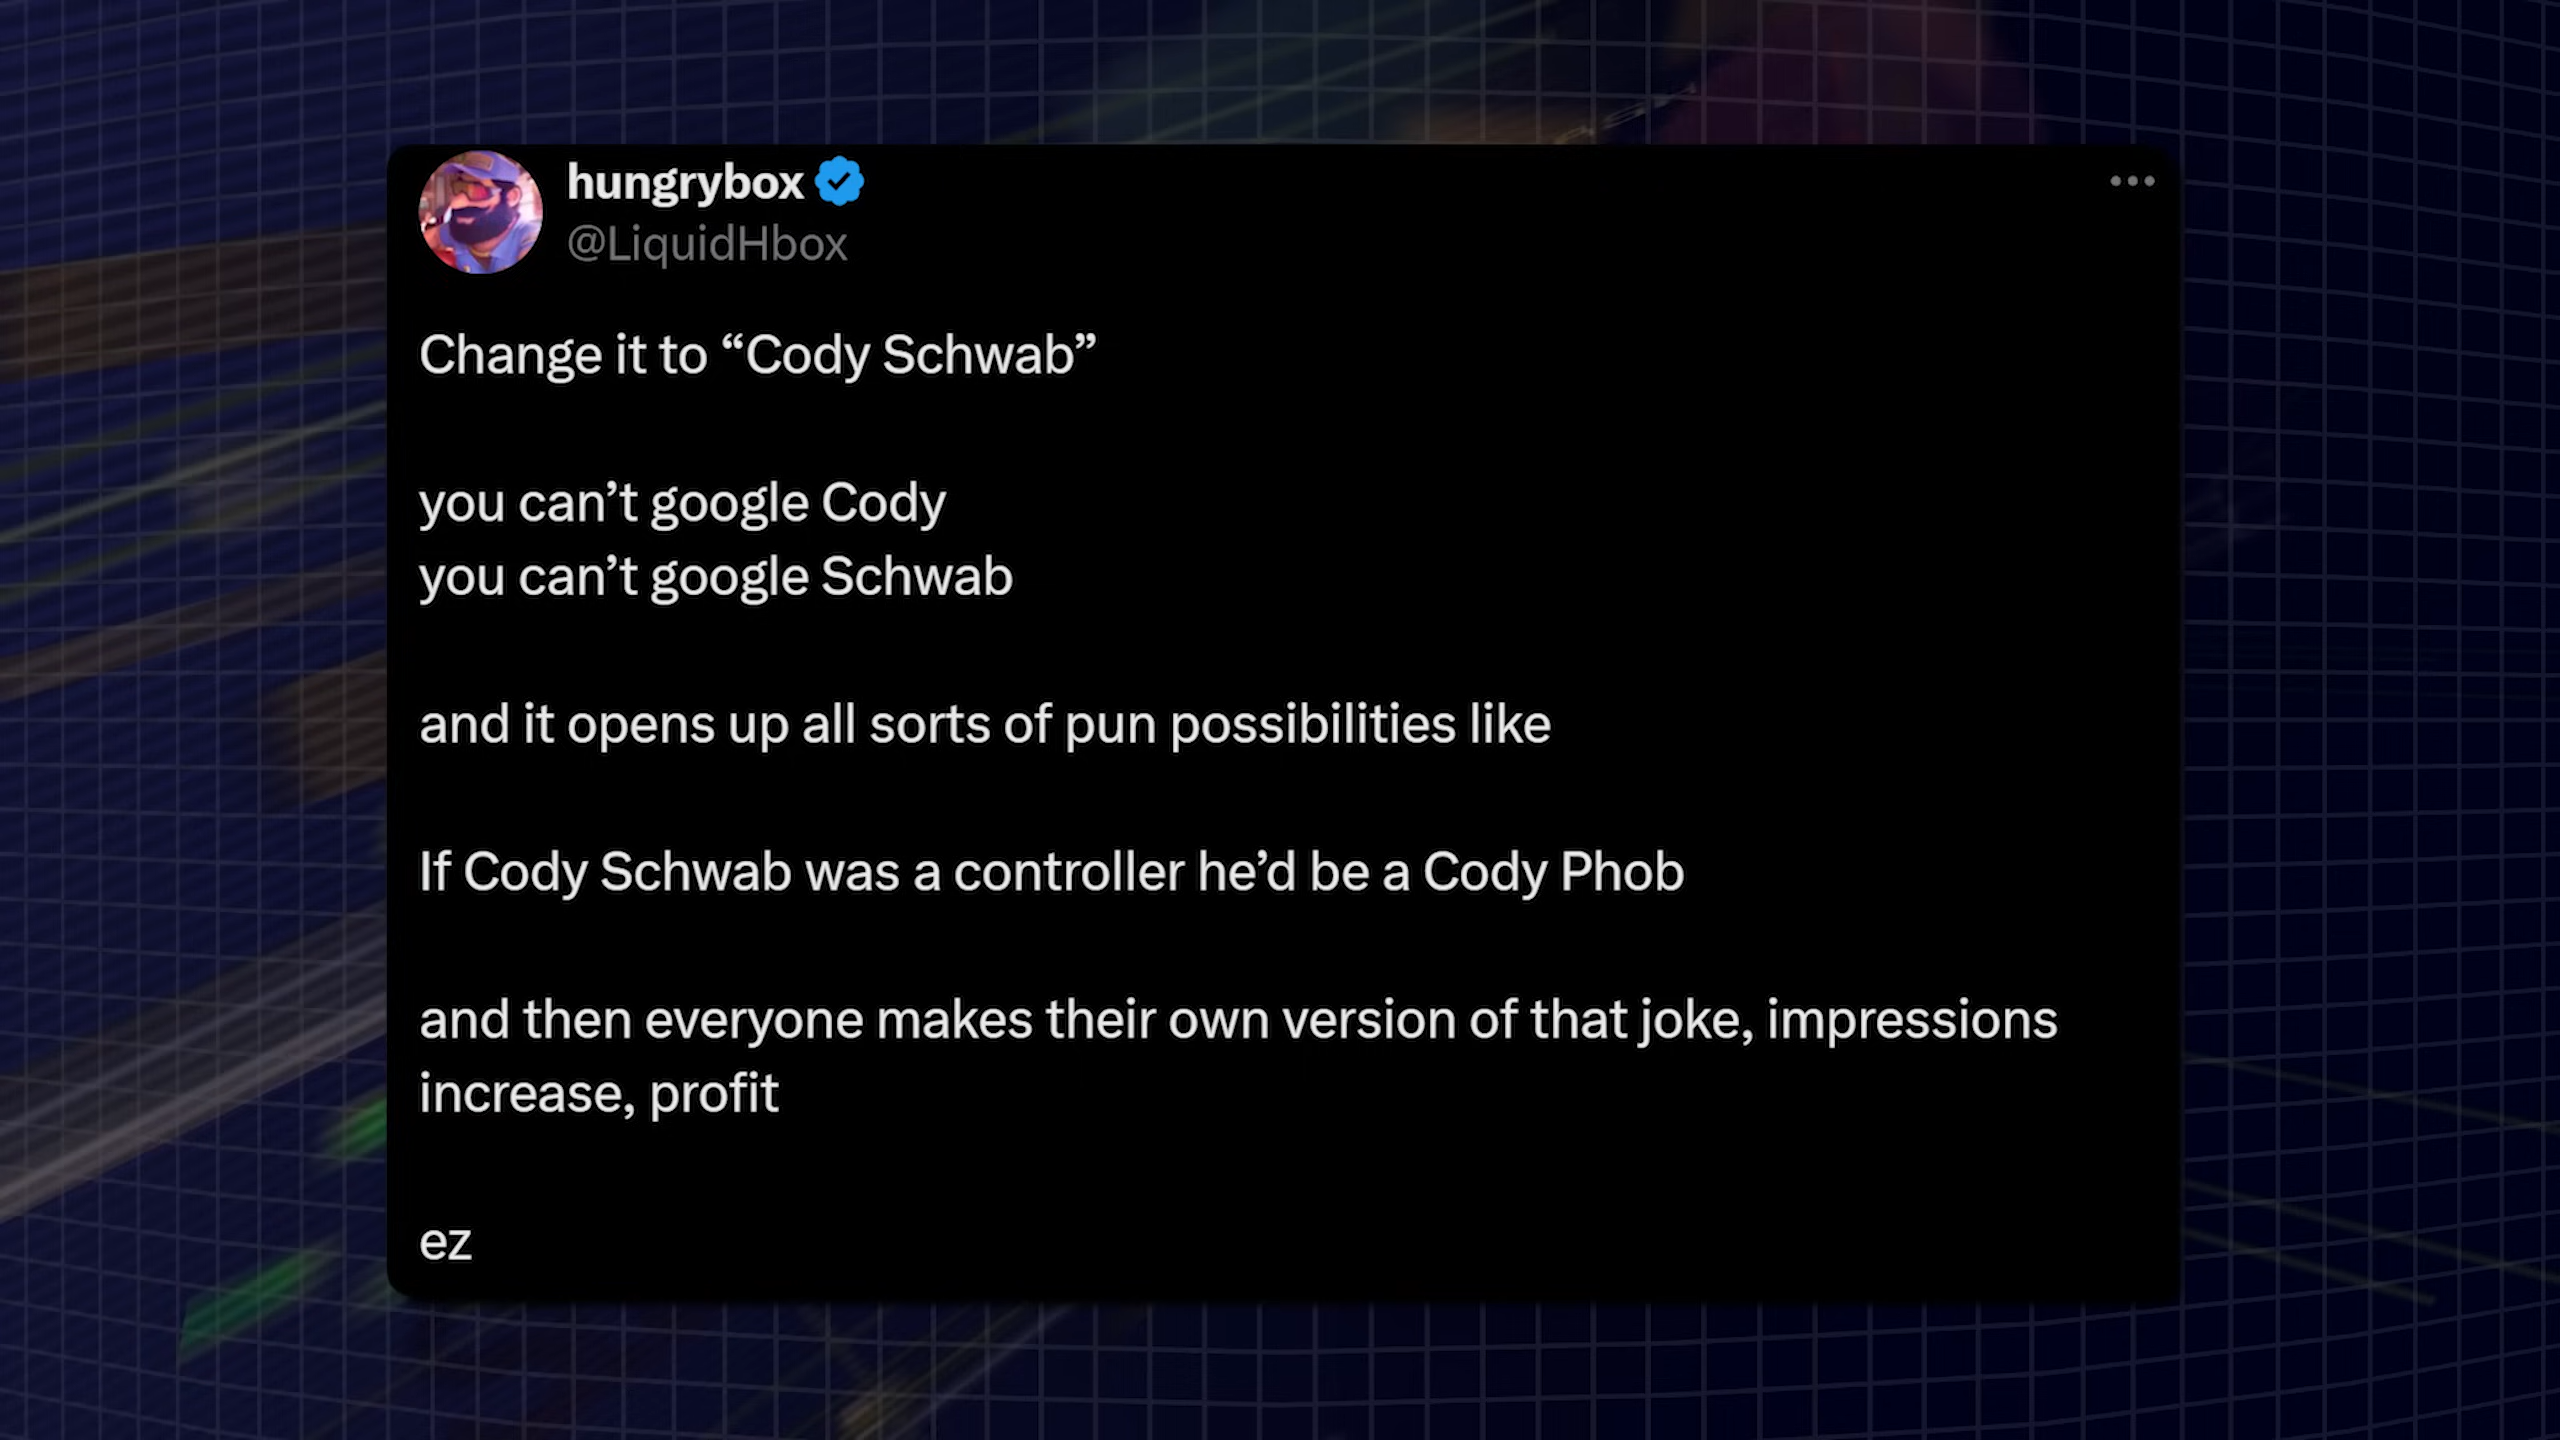 hungrybox
@LiquidHbox
Change it to “Cody Schwab”
you can’t google Cody
you can’t google Schwab
and it opens up all sorts of pun possibilities like
If Cody Schwab was a controller he’d be a Cody Phob
and then everyone makes their own version of that joke, impressions
increase, profit
ez